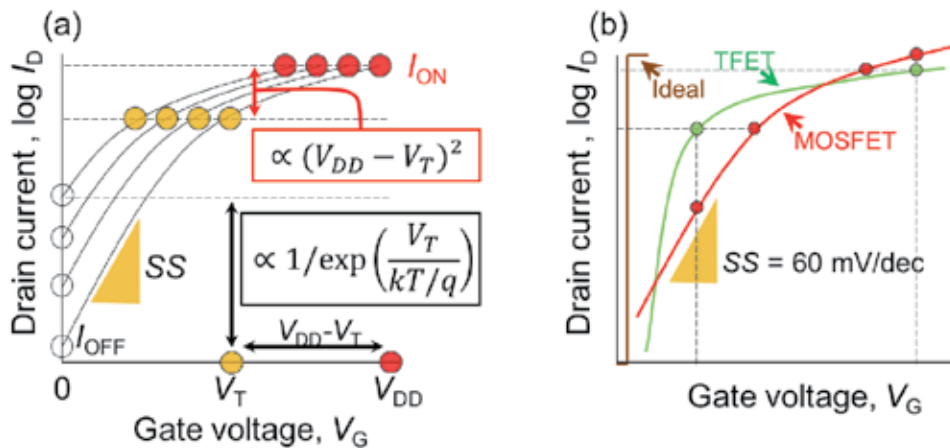 (a)
Drain current , log I_D
I_ON
∝ (V_DD − V_T)²
∝ 1/exp(V_T / kT/q)
SS
I_OFF
V_DD-V_T
0
V_T
V_DD
Gate voltage, V_G
(b)
Drain current , log I_D
TFET
Ideal
MOSFET
SS = 60 mV/dec
Gate voltage, V_G